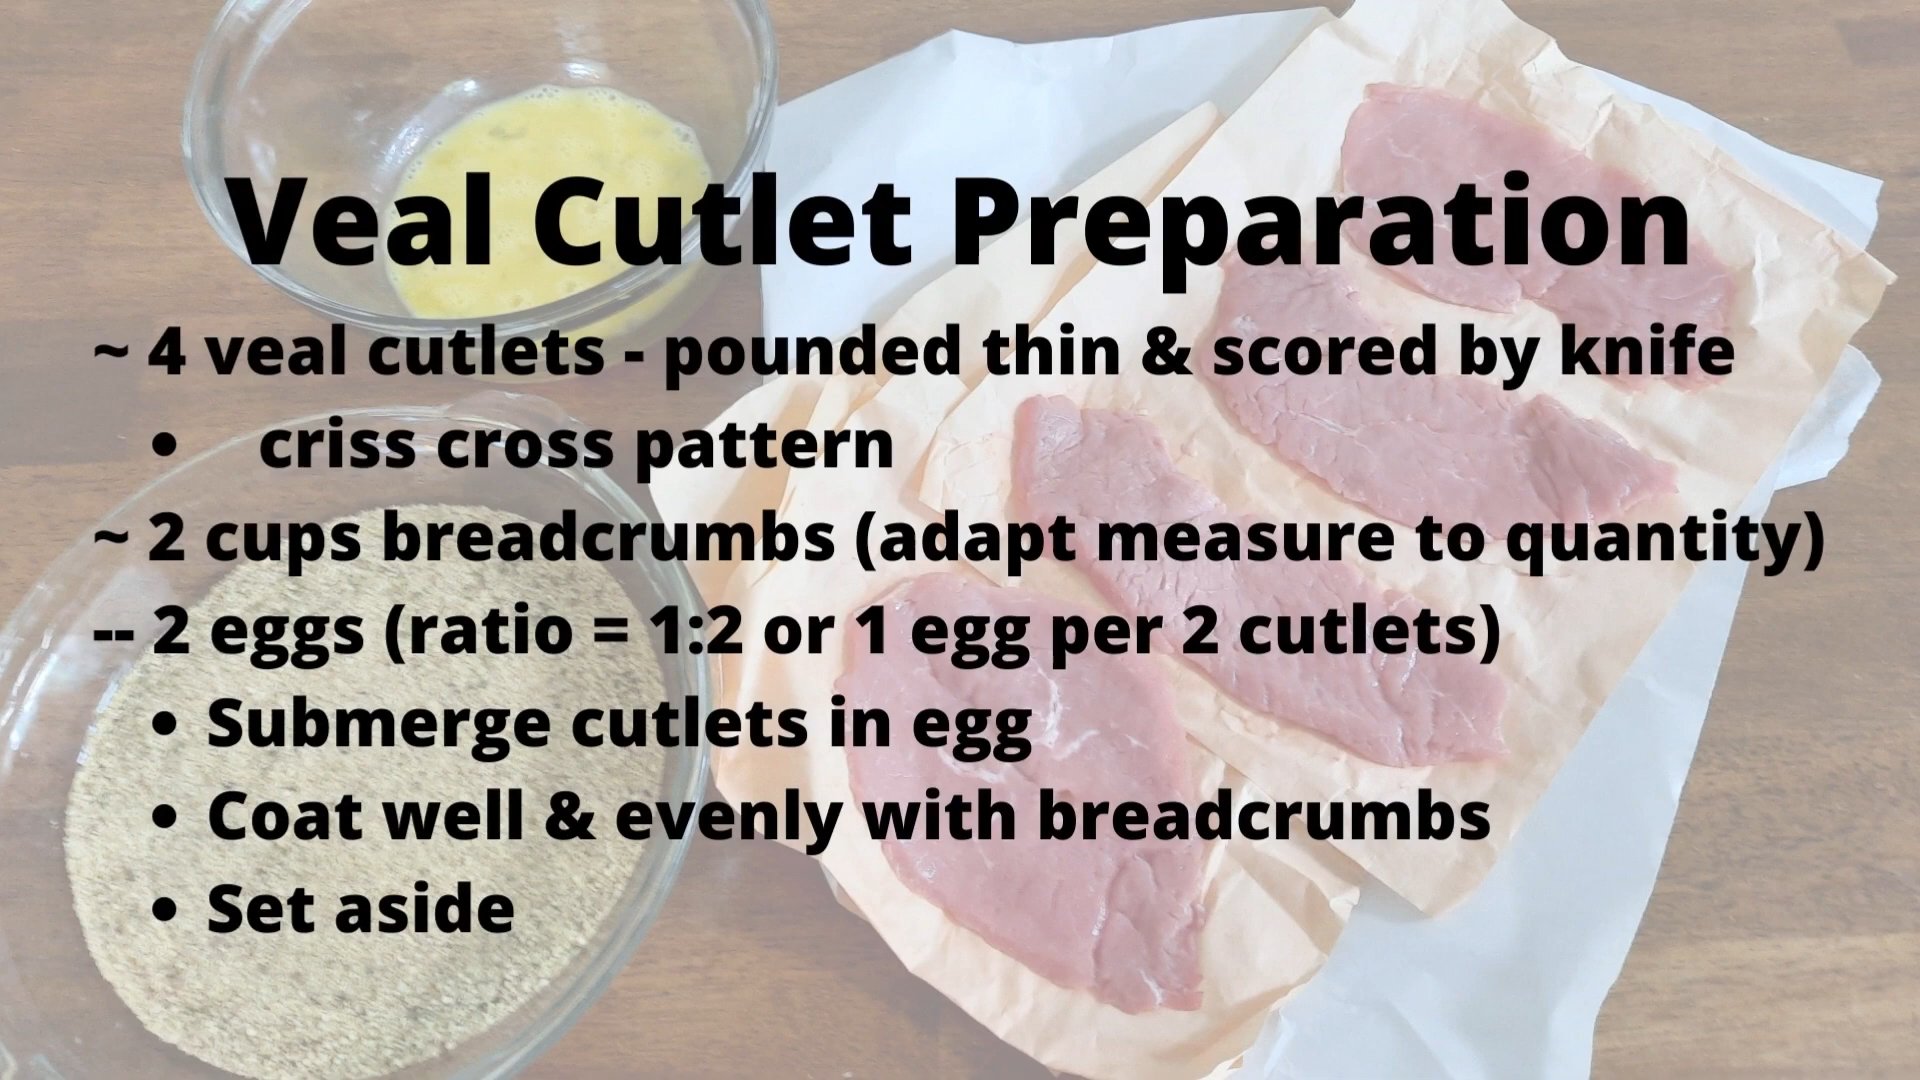 Veal Cutlet Preparation
~ 4 veal cutlets - pounded thin & scored by knife
• criss cross pattern
~ 2 cups breadcrumbs (adapt measure to quantity)
-- 2 eggs (ratio = 1:2 or 1 egg per 2 cutlets)
• Submerge cutlets in egg
• Coat well & evenly with breadcrumbs
• Set aside